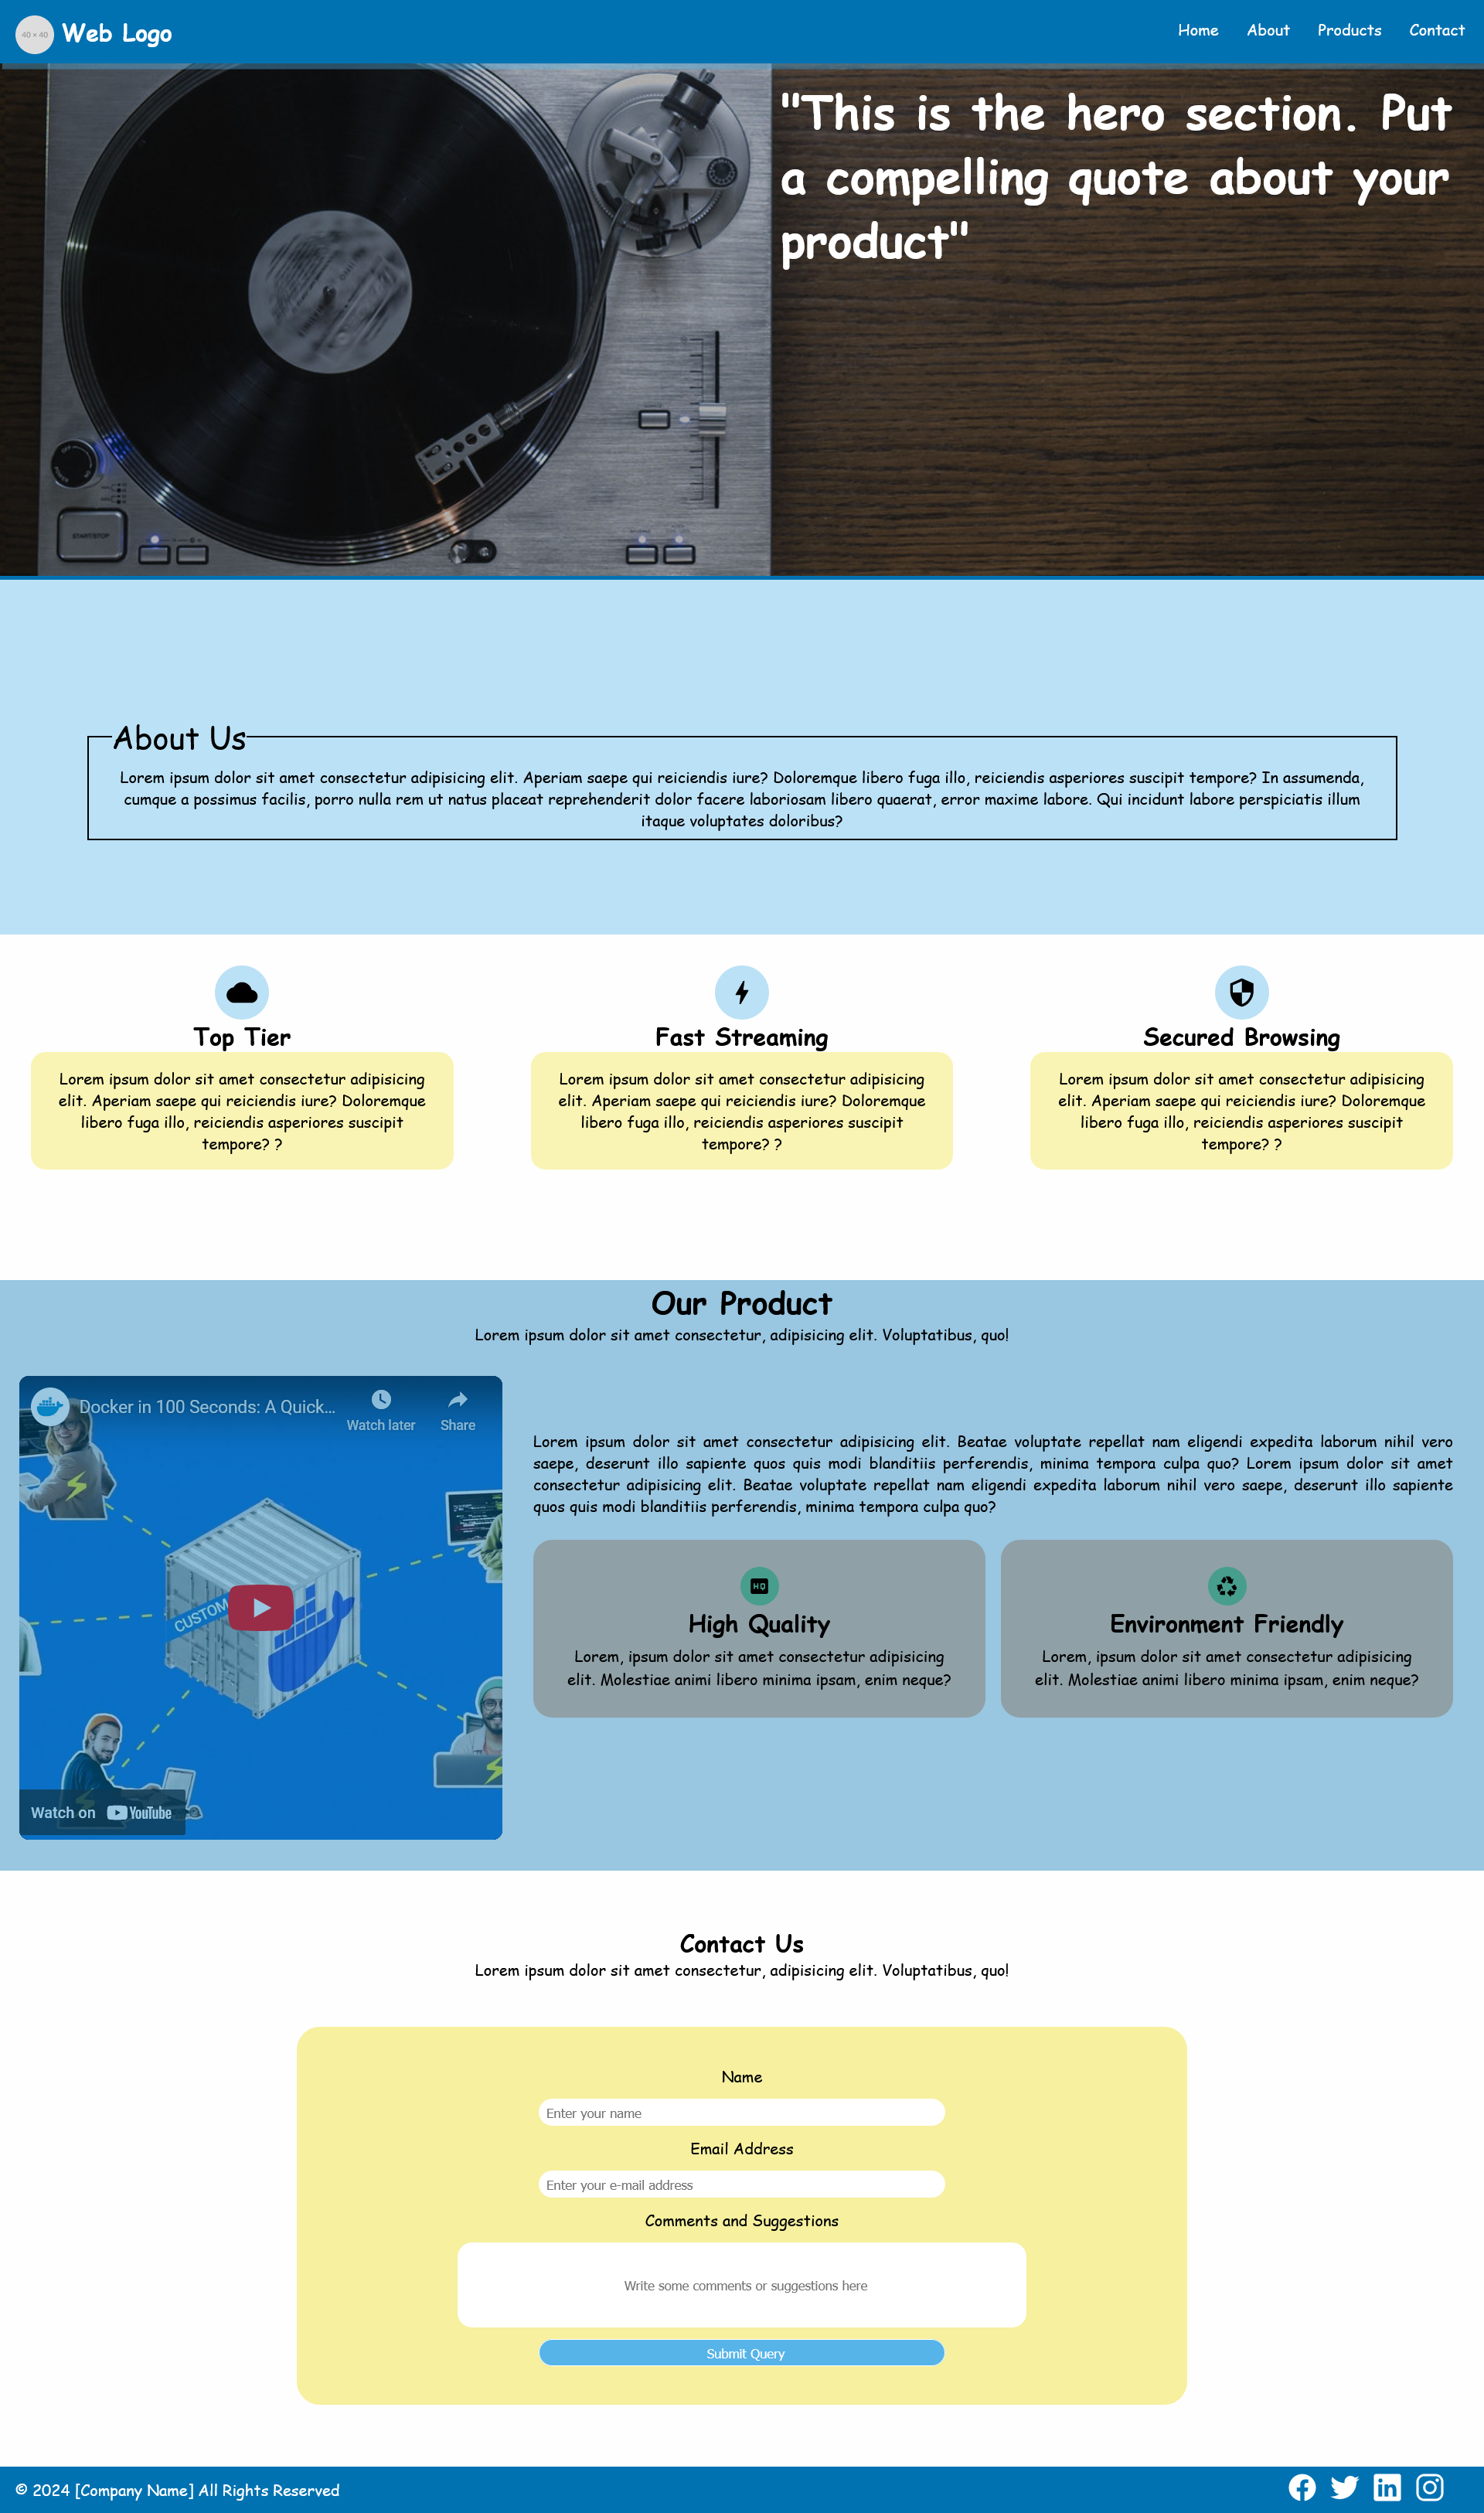 40 × 40
Web Logo
Home About Products Contact
"This is the hero section. Put
a compelling quote about your
product"
START/STOP
About Us
Lorem ipsum dolor sit amet consectetur adipisicing elit. Aperiam saepe qui reiciendis iure? Doloremque libero fuga illo, reiciendis asperiores suscipit tempore? In assumenda,
cumque a possimus facilis, porro nulla rem ut natus placeat reprehenderit dolor facere laboriosam libero quaerat, error maxime labore. Qui incidunt labore perspiciatis illum
itaque voluptates doloribus?
Top Tier
Lorem ipsum dolor sit amet consectetur adipisicing
elit. Aperiam saepe qui reiciendis iure? Doloremque
libero fuga illo, reiciendis asperiores suscipit
tempore? ?
Fast Streaming
Lorem ipsum dolor sit amet consectetur adipisicing
elit. Aperiam saepe qui reiciendis iure? Doloremque
libero fuga illo, reiciendis asperiores suscipit
tempore? ?
Secured Browsing
Lorem ipsum dolor sit amet consectetur adipisicing
elit. Aperiam saepe qui reiciendis iure? Doloremque
libero fuga illo, reiciendis asperiores suscipit
tempore? ?
Our Product
Lorem ipsum dolor sit amet consectetur, adipisicing elit. Voluptatibus, quo!
Docker in 100 Seconds: A Quick...
Watch later
Share
CUSTOM
Watch on YouTube
Lorem ipsum dolor sit amet consectetur adipisicing elit. Beatae voluptate repellat nam eligendi expedita laborum nihil vero
saepe, deserunt illo sapiente quos quis modi blanditiis perferendis, minima tempora culpa quo? Lorem ipsum dolor sit amet
consectetur adipisicing elit. Beatae voluptate repellat nam eligendi expedita laborum nihil vero saepe, deserunt illo sapiente
quos quis modi blanditiis perferendis, minima tempora culpa quo?
HQ
High Quality
Lorem, ipsum dolor sit amet consectetur adipisicing
elit. Molestiae animi libero minima ipsam, enim neque?
Environment Friendly
Lorem, ipsum dolor sit amet consectetur adipisicing
elit. Molestiae animi libero minima ipsam, enim neque?
Contact Us
Lorem ipsum dolor sit amet consectetur, adipisicing elit. Voluptatibus, quo!
Name
Enter your name
Email Address
Enter your e-mail address
Comments and Suggestions
Write some comments or suggestions here
Submit Query
© 2024 [Company Name] All Rights Reserved